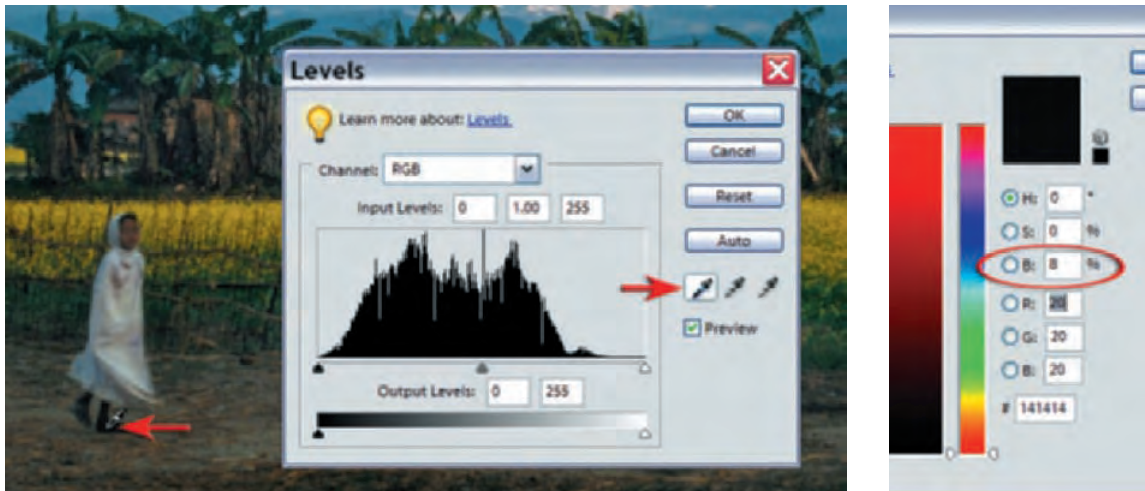 Levels
Learn more about: Levels
OK
Cancel
Channel: RGB
Reset
Input Levels: 0 1.00 255
Auto
Preview
Output Levels: 0 255
H: 0 °
S: 0 %
B: 8 %
R: 20
G: 20
B: 20
# 141414